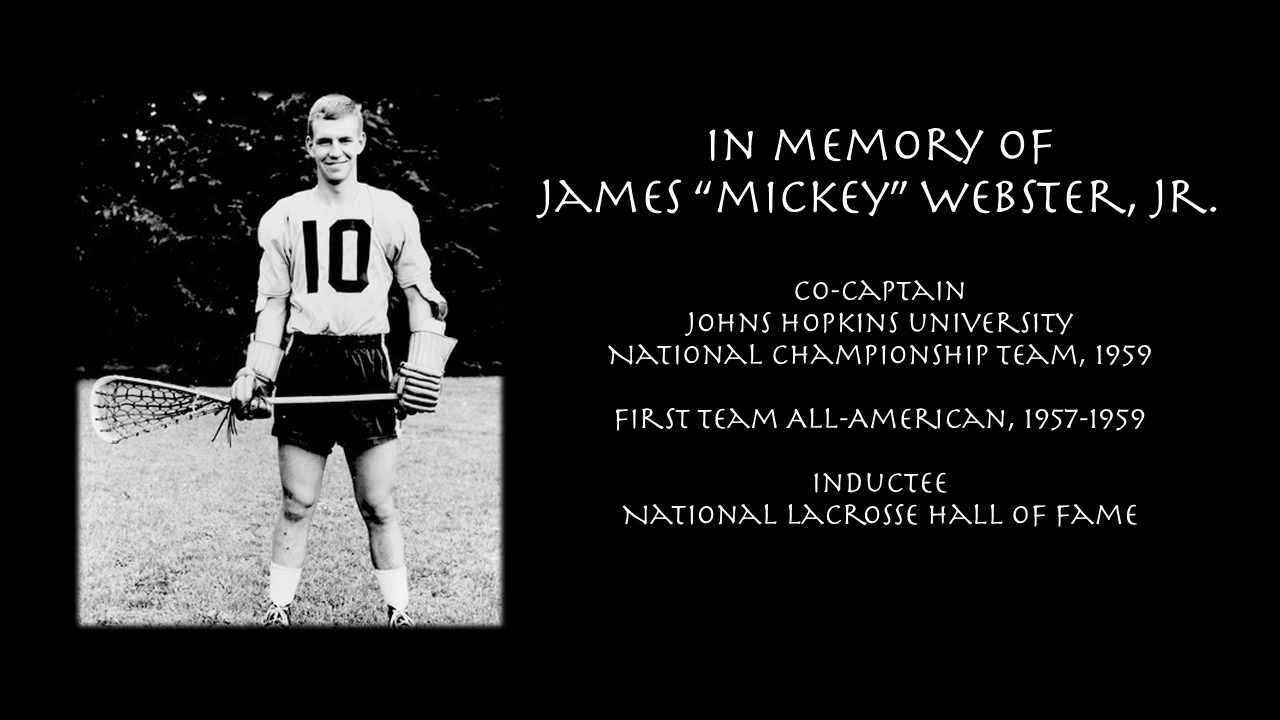 10
IN MEMORY OF
JAMES “MICKEY” WEBSTER, JR.
CO-CAPTAIN
JOHNS HOPKINS UNIVERSITY
NATIONAL CHAMPIONSHIP TEAM, 1959
FIRST TEAM ALL-AMERICAN, 1957-1959
INDUCTEE
NATIONAL LACROSSE HALL OF FAME